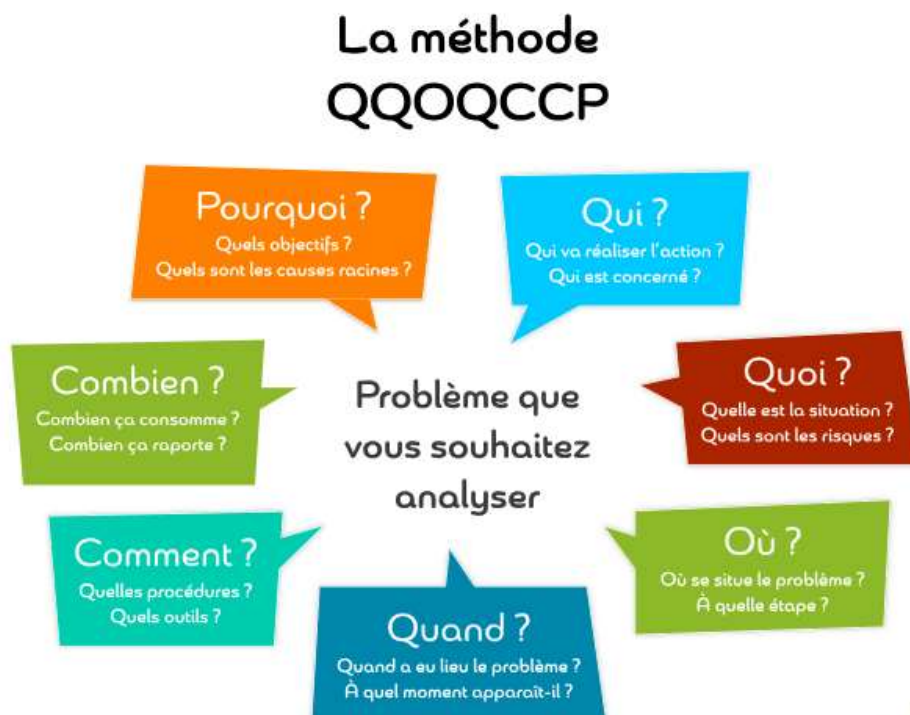 La méthode
QQOQCCP
Pourquoi ?
Quels objectifs ?
Quels sont les causes racines ?
Qui ?
Qui va réaliser l'action ?
Qui est concerné ?
Combien ?
Combien ça consomme ?
Combien ça raporte ?
Problème que
vous souhaitez
analyser
Quoi ?
Quelle est la situation ?
Quels sont les risques ?
Comment ?
Quelles procédures ?
Quels outils ?
Où ?
Où se situe le problème ?
À quelle étape ?
Quand ?
Quand a eu lieu le problème ?
À quel moment apparaît-il ?